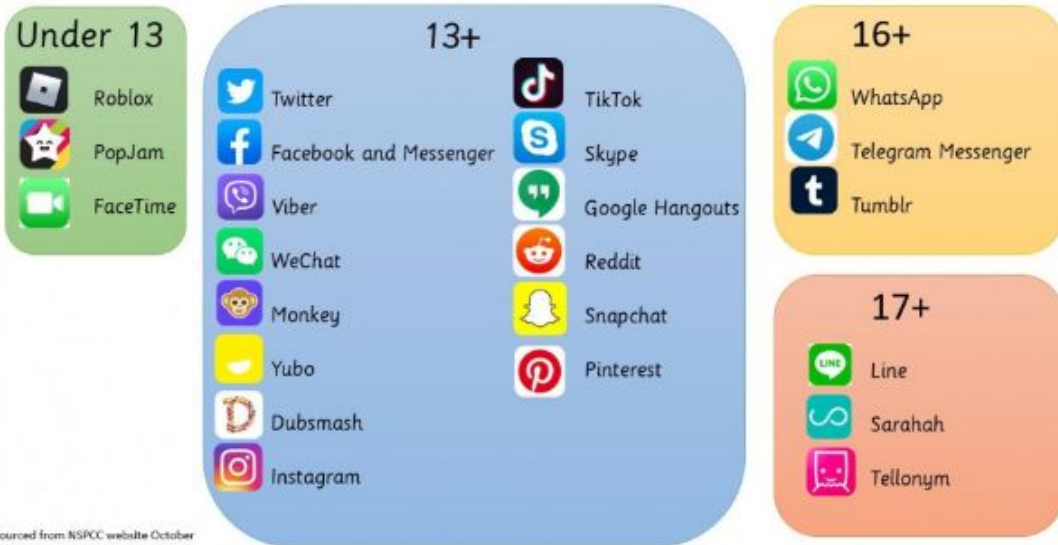 Under 13
Roblox
PopJam
FaceTime
13+
Twitter
Facebook and Messenger
Viber
WeChat
Monkey
Yubo
Dubsmash
Instagram
TikTok
Skype
Google Hangouts
Reddit
Snapchat
Pinterest
16+
WhatsApp
Telegram Messenger
Tumblr
17+
LINE
Line
Sarahah
Tellonym
ourced from NSPCC website October